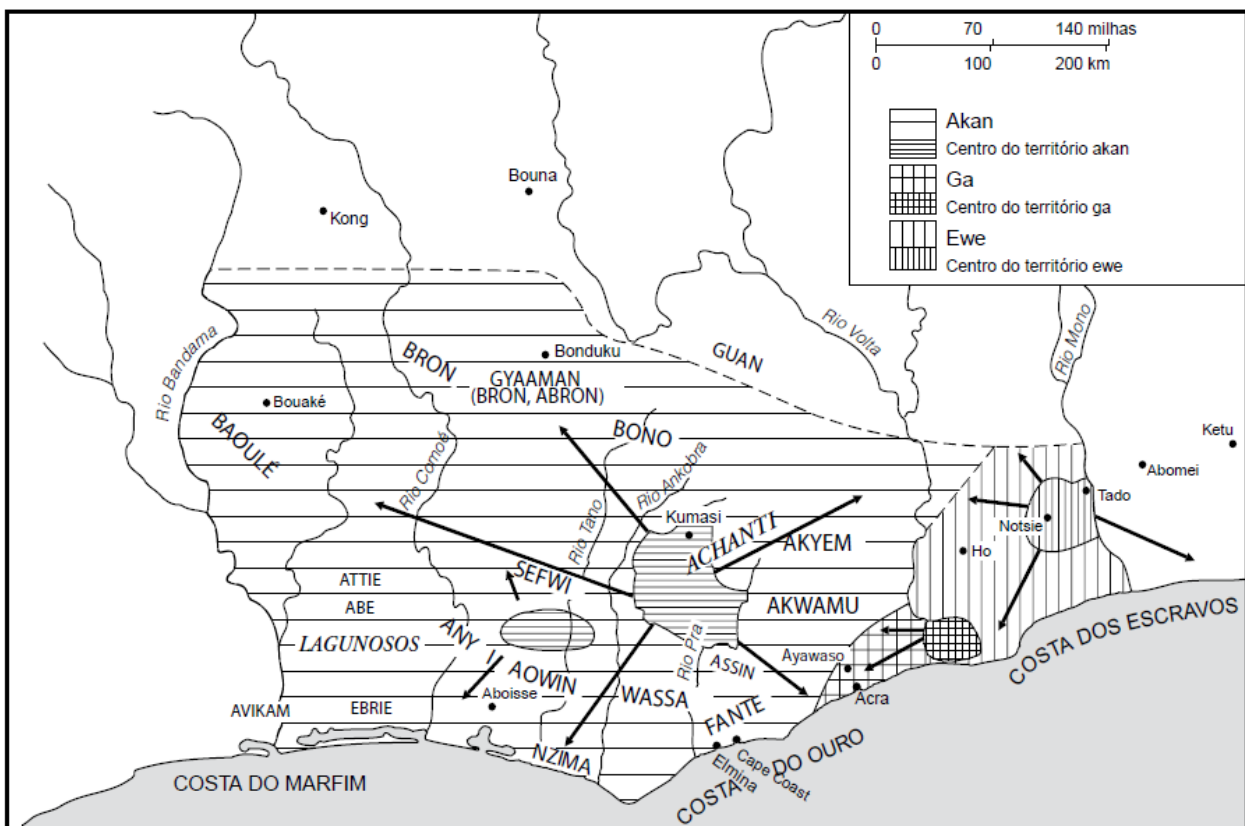 0 70 140 milhas
0 100 200 km
Akan
Centro do território akan
Ga
Centro do território ga
Ewe
Centro do território ewe
Bouna
Kong
Rio Bandama
Rio Volta
Rio Mono
BRON
Bonduku
GUAN
GYAAMAN
(BRON, ABRON)
Bouaké
BAOULÉ
BONO
Ketu
Abomei
Rio Comoé
Rio Ankobra
Rio Tano
Tado
Notsie
Kumasi
ACHANTI
AKYEM
Ho
SEFWI
ATTIE
ABE
AKWAMU
LAGUNOSOS
ANYI
Rio Pra
ASSIN
Ayawaso
AOWIN
WASSA
Aboisse
Acra
AVIKAM
EBRIE
FANTE
NZIMA
Elmina
Cape Coast
COSTA DO MARFIM
COSTA DO OURO
COSTA DOS ESCRAVOS